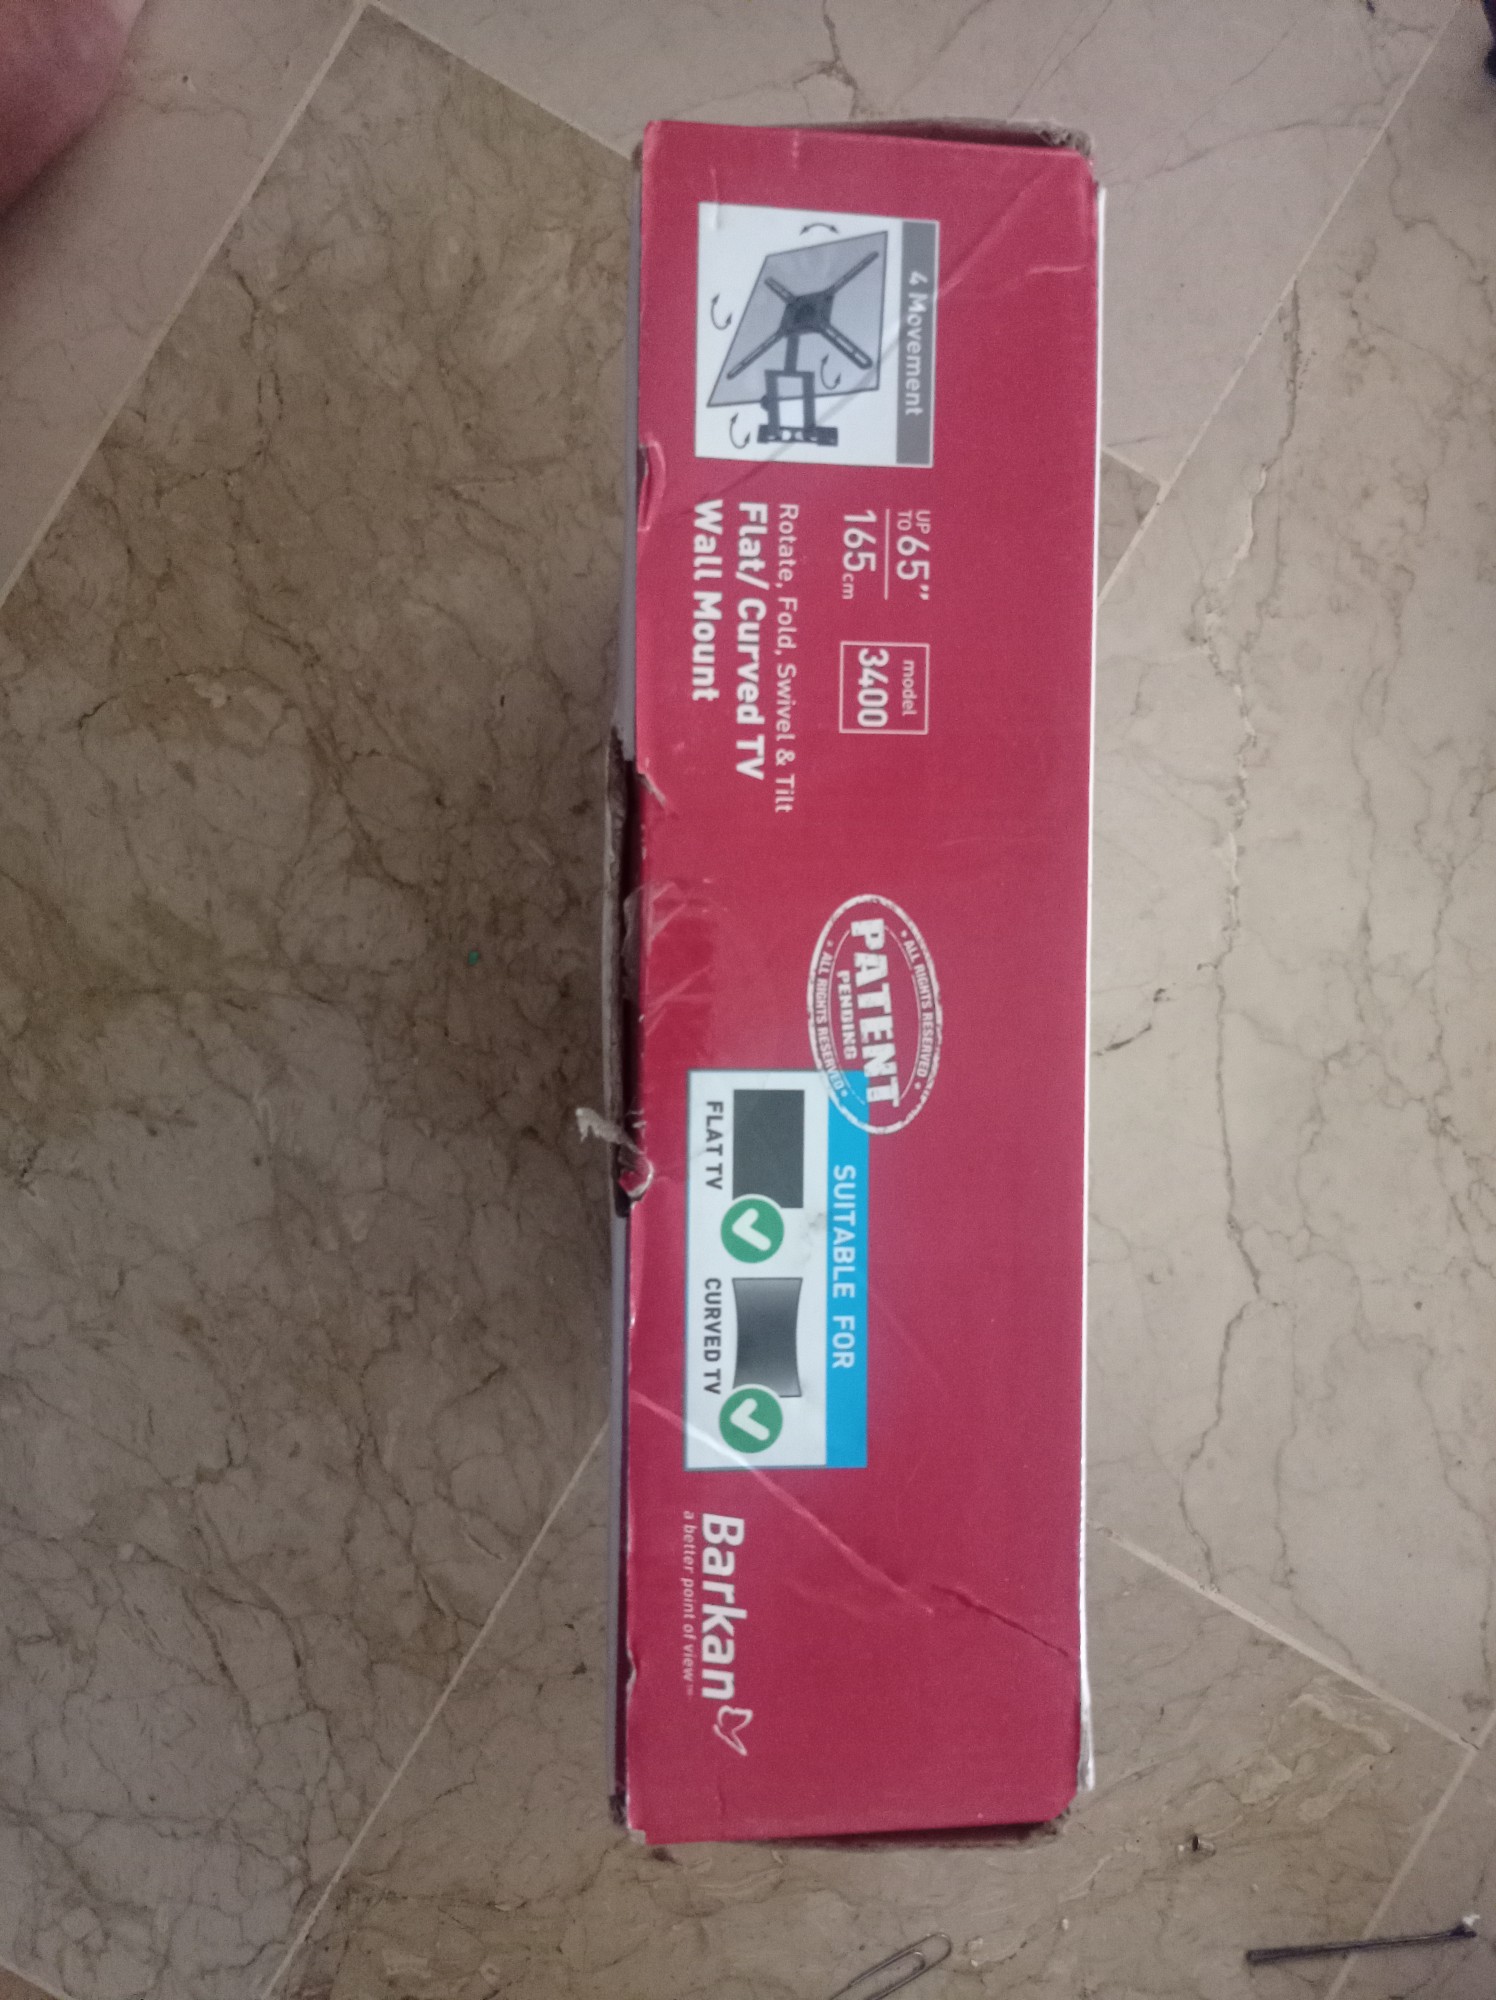 4 Movement
UP TO 65”
165cm
model
3400
Rotate, Fold, Swivel & Tilt
Flat/ Curved TV
Wall Mount
• ALL RIGHTS RESERVED •
PATENT
PENDING
• ALL RIGHTS RESERVED •
SUITABLE FOR
FLAT TV
CURVED TV
Barkan
a better point of view™